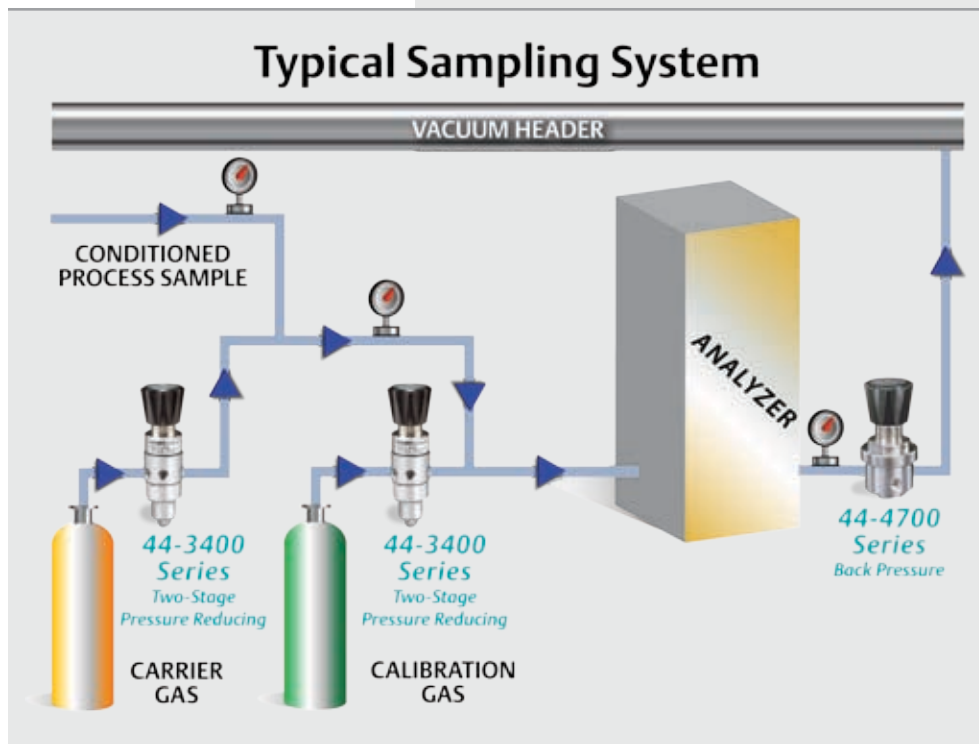 Typical Sampling System
VACUUM HEADER
CONDITIONED
PROCESS SAMPLE
ANALYZER
44-3400
Series
Two-Stage
Pressure Reducing
CARRIER
GAS
44-3400
Series
Two-Stage
Pressure Reducing
CALIBRATION
GAS
44-4700
Series
Back Pressure